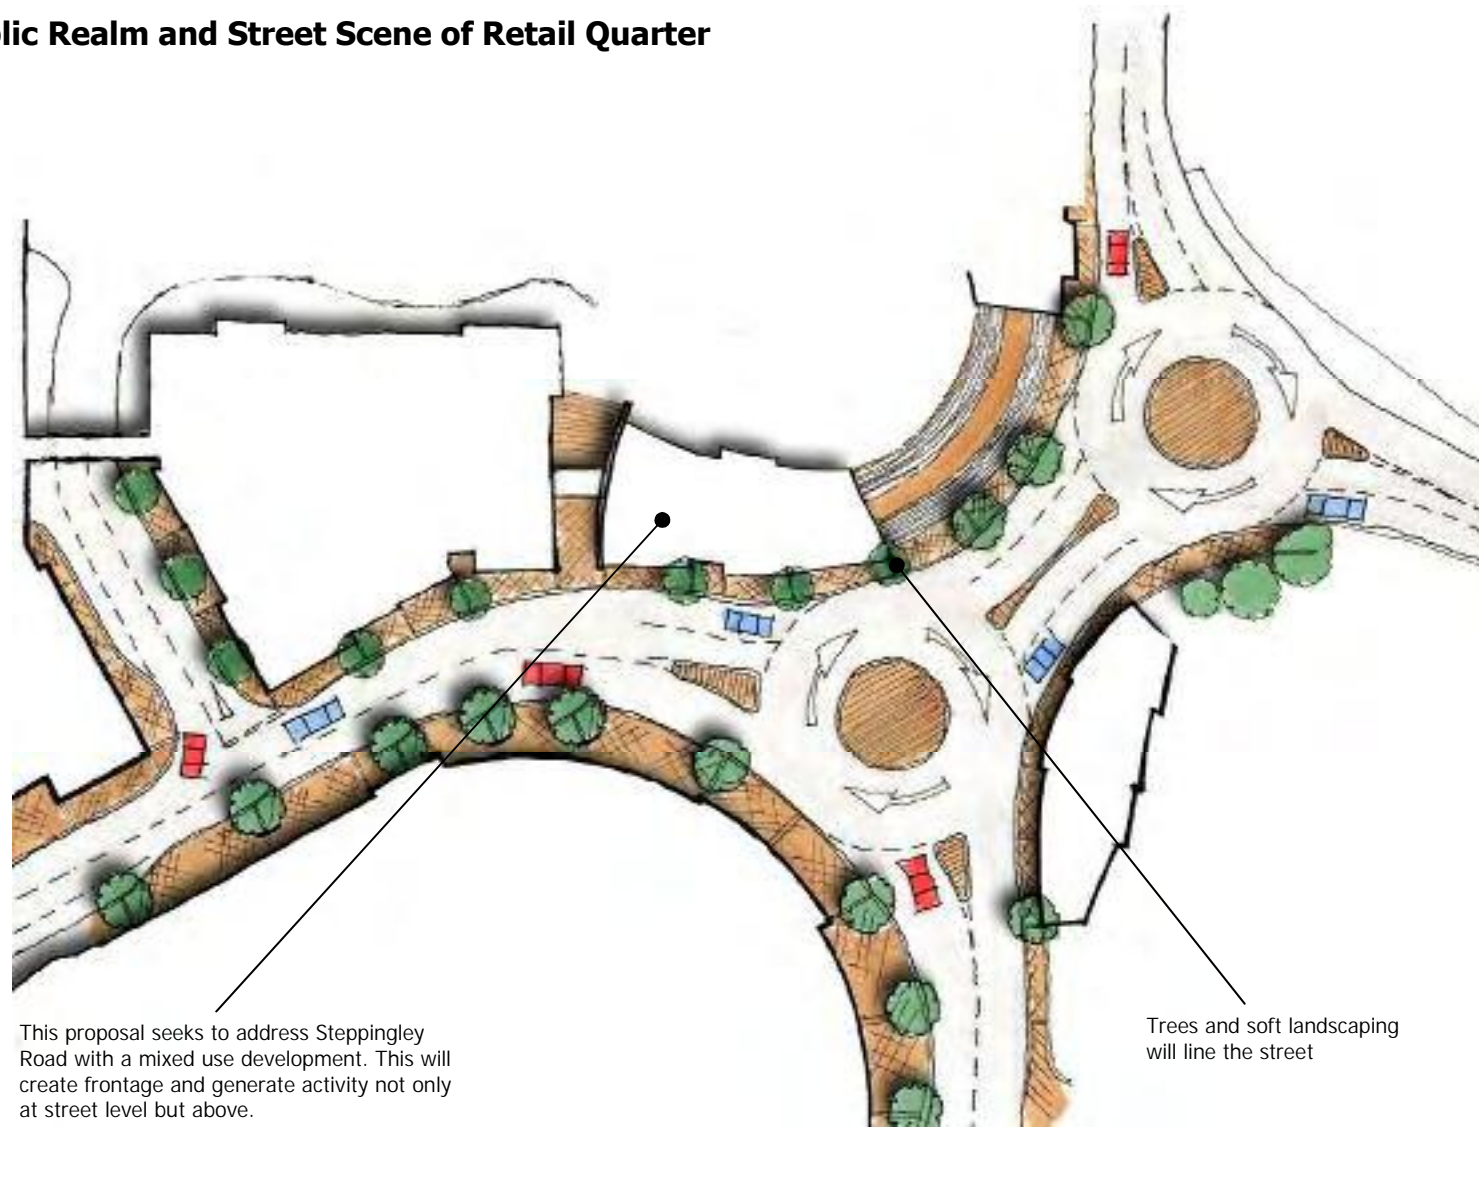 lic Realm and Street Scene of Retail Quarter
This proposal seeks to address Steppingley
Road with a mixed use development. This will
create frontage and generate activity not only
at street level but above.
Trees and soft landscaping
will line the street